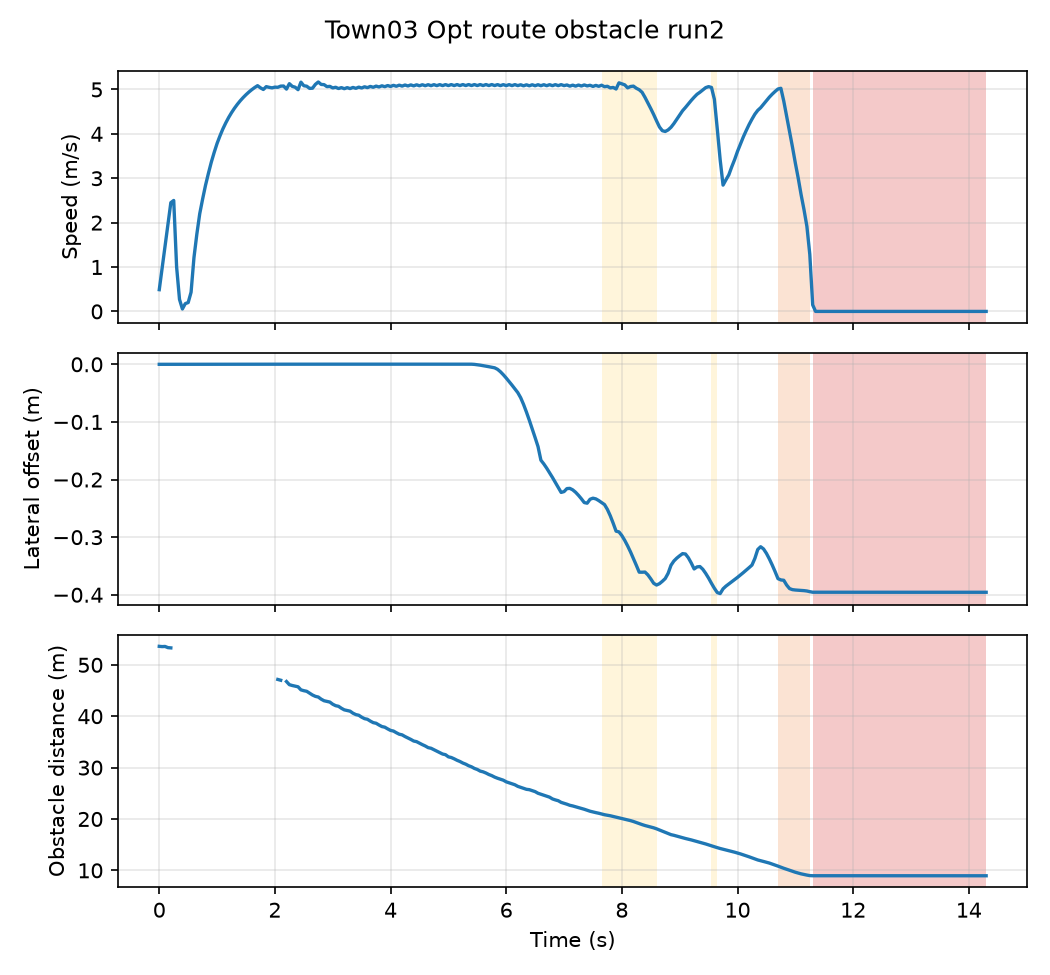 Town03 Opt route obstacle run2
Speed (m/s)
5
4
3
2
1
0
Lateral offset (m)
0.0
−0.1
−0.2
−0.3
−0.4
Obstacle distance (m)
50
40
30
20
10
0 2 4 6 8 10 12 14
Time (s)